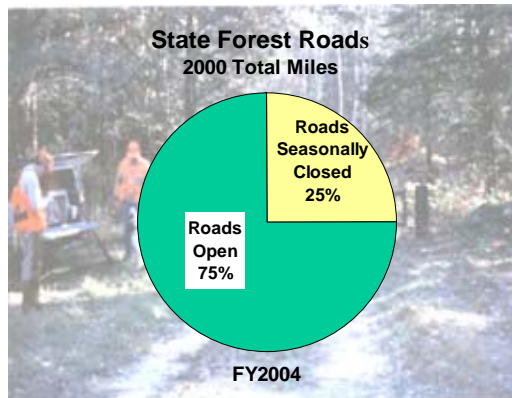 State Forest Roads
2000 Total Miles
Roads
Seasonally
Closed
25%
Roads
Open
75%
FY2004